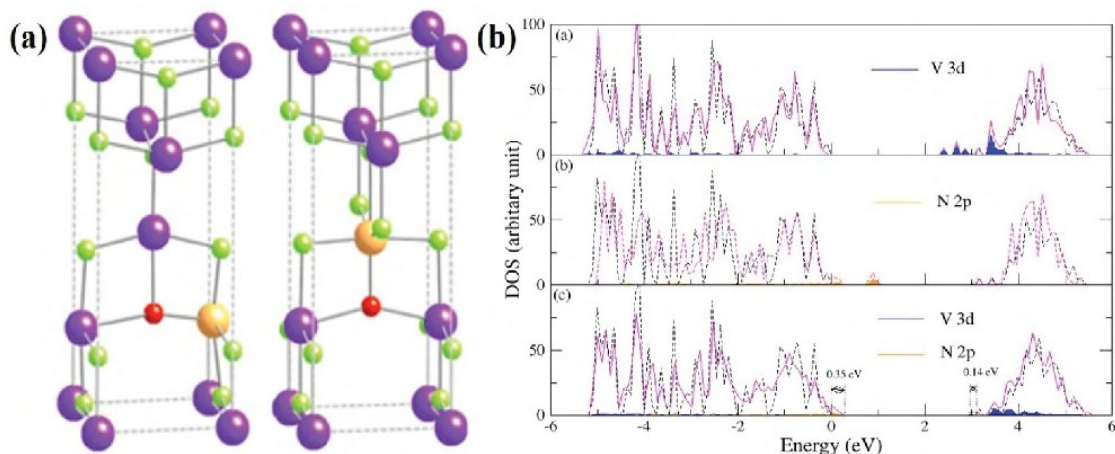 (a)
(b)
DOS (arbitary unit)
100
50
0
(a)
V 3d
50
0
(b)
N 2p
50
0
(c)
V 3d
N 2p
0.35 eV
0.14 eV
-6
-4
-2
0
2
4
6
Energy (eV)